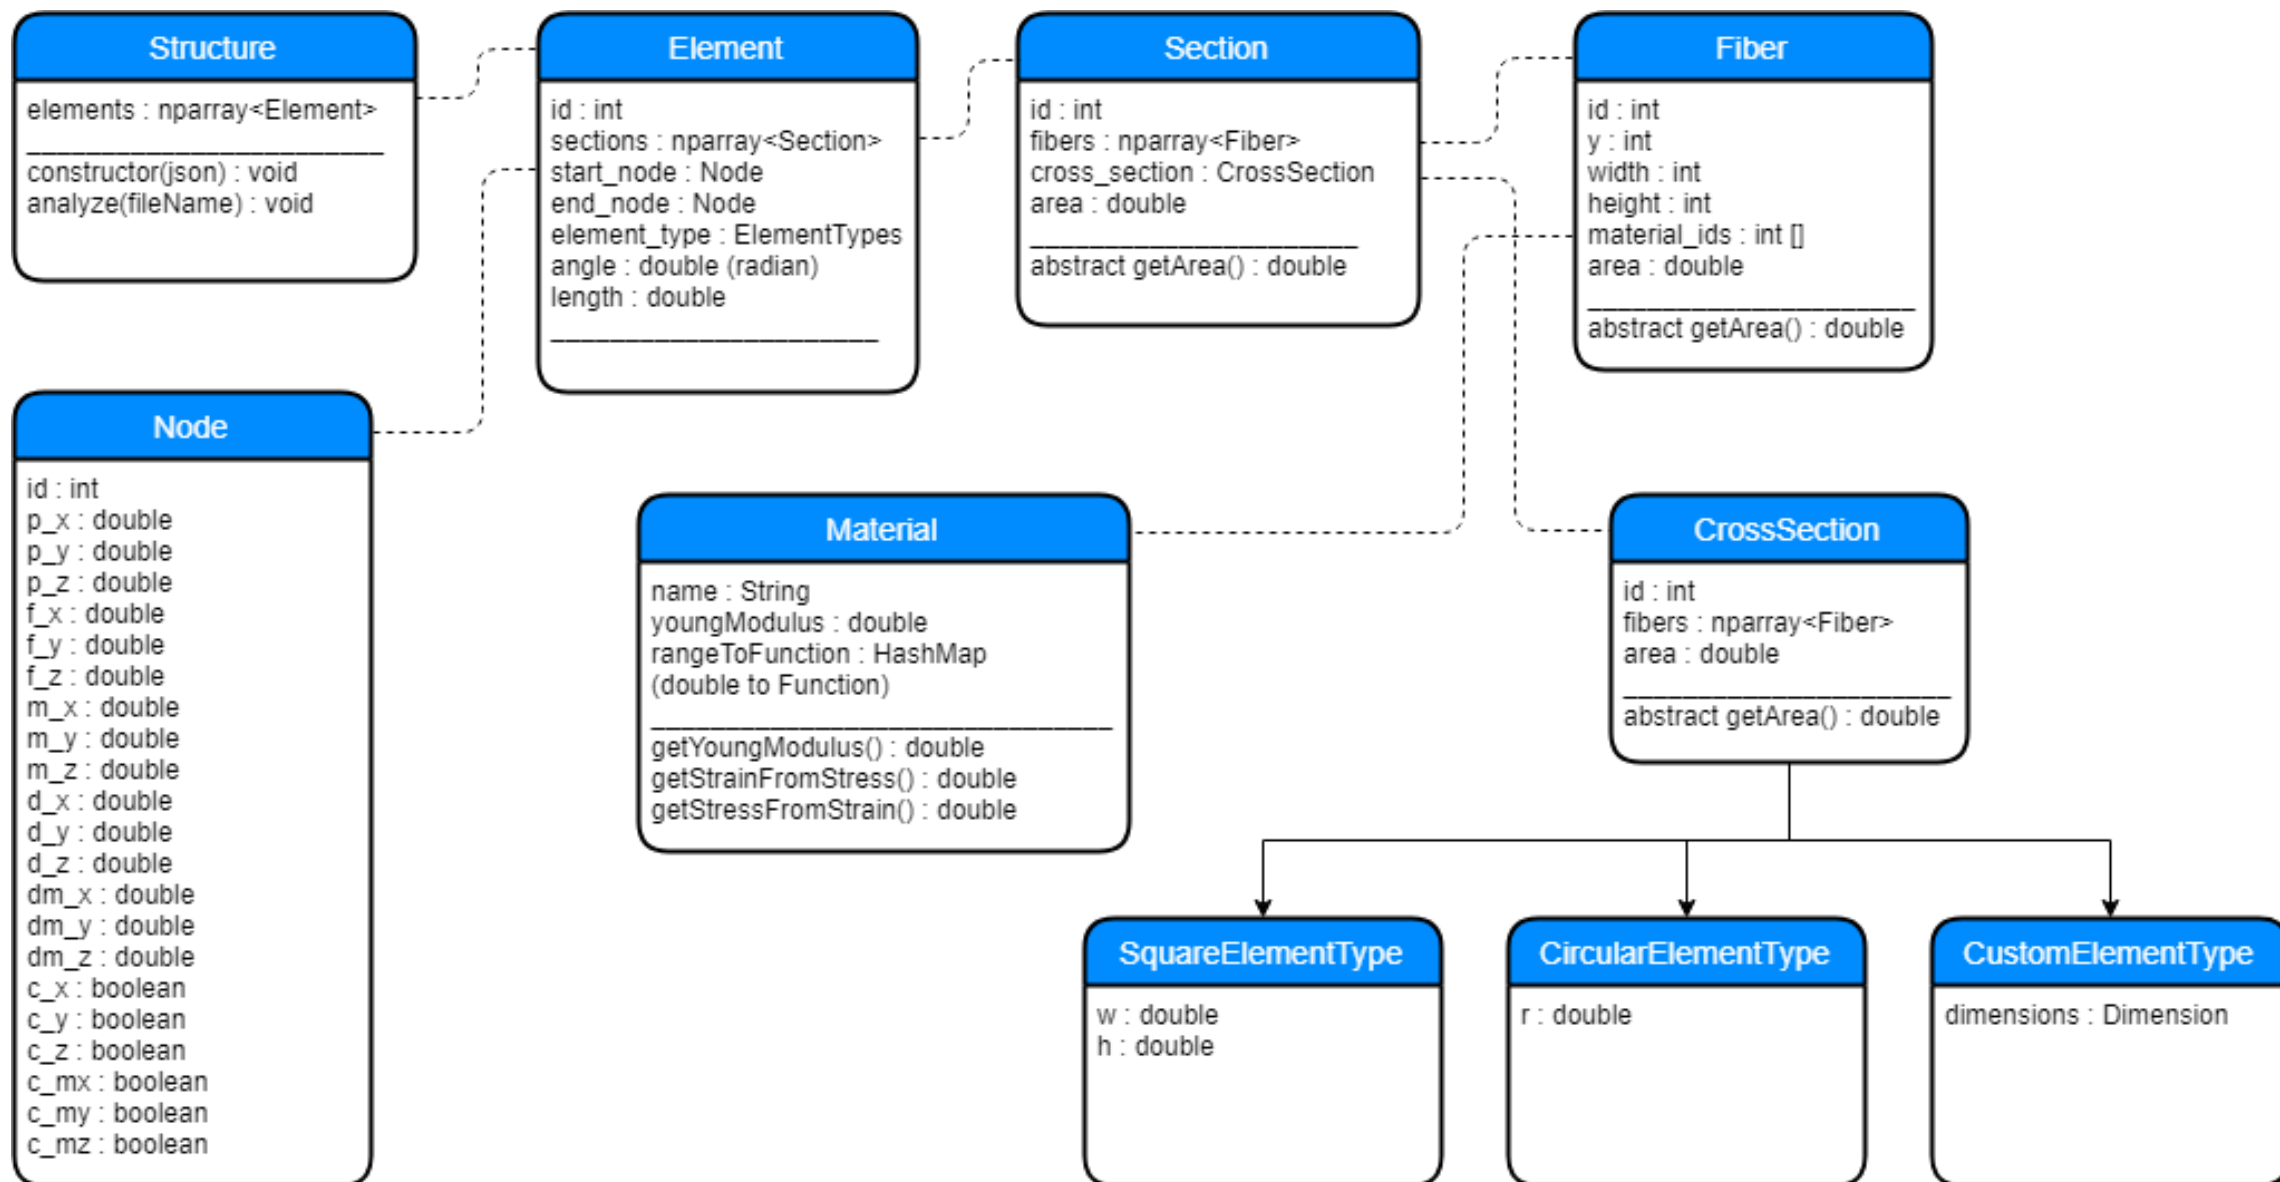 Structure
elements : nparray<Element>
constructor(json) : void
analyze(fileName) : void
Element
id : int
sections : nparray<Section>
start_node : Node
end_node : Node
element_type : ElementTypes
angle : double (radian)
length : double
Section
id : int
fibers : nparray<Fiber>
cross_section : CrossSection
area : double
abstract getArea() : double
Fiber
id : int
y : int
width : int
height : int
material_ids : int []
area : double
abstract getArea() : double
Node
id : int
p_x : double
p_y : double
p_z : double
f_x : double
f_y : double
f_z : double
m_x : double
m_y : double
m_z : double
d_x : double
d_y : double
d_z : double
dm_x : double
dm_y : double
dm_z : double
c_x : boolean
c_y : boolean
c_z : boolean
c_mx : boolean
c_my : boolean
c_mz : boolean
Material
name : String
youngModulus : double
rangeToFunction : HashMap
(double to Function)
getYoungModulus() : double
getStrainFromStress() : double
getStressFromStrain() : double
CrossSection
id : int
fibers : nparray<Fiber>
area : double
abstract getArea() : double
SquareElementType
w : double
h : double
CircularElementType
r : double
CustomElementType
dimensions : Dimension